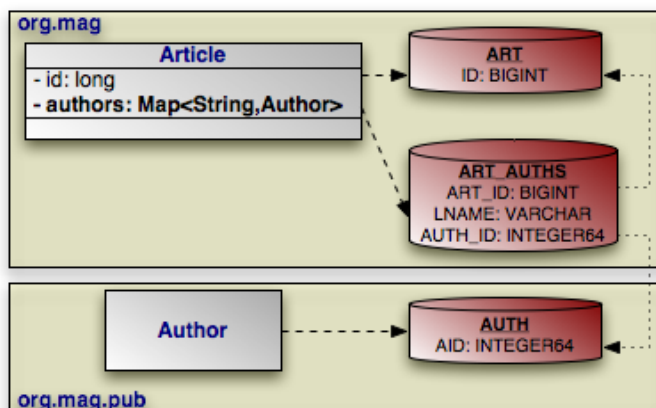 org.mag
Article
- id: long
- authors: Map<String,Author>
ART
ID: BIGINT
ART_AUTHS
ART_ID: BIGINT
LNAME: VARCHAR
AUTH_ID: INTEGER64
Author
AUTH
AID: INTEGER64
org.mag.pub